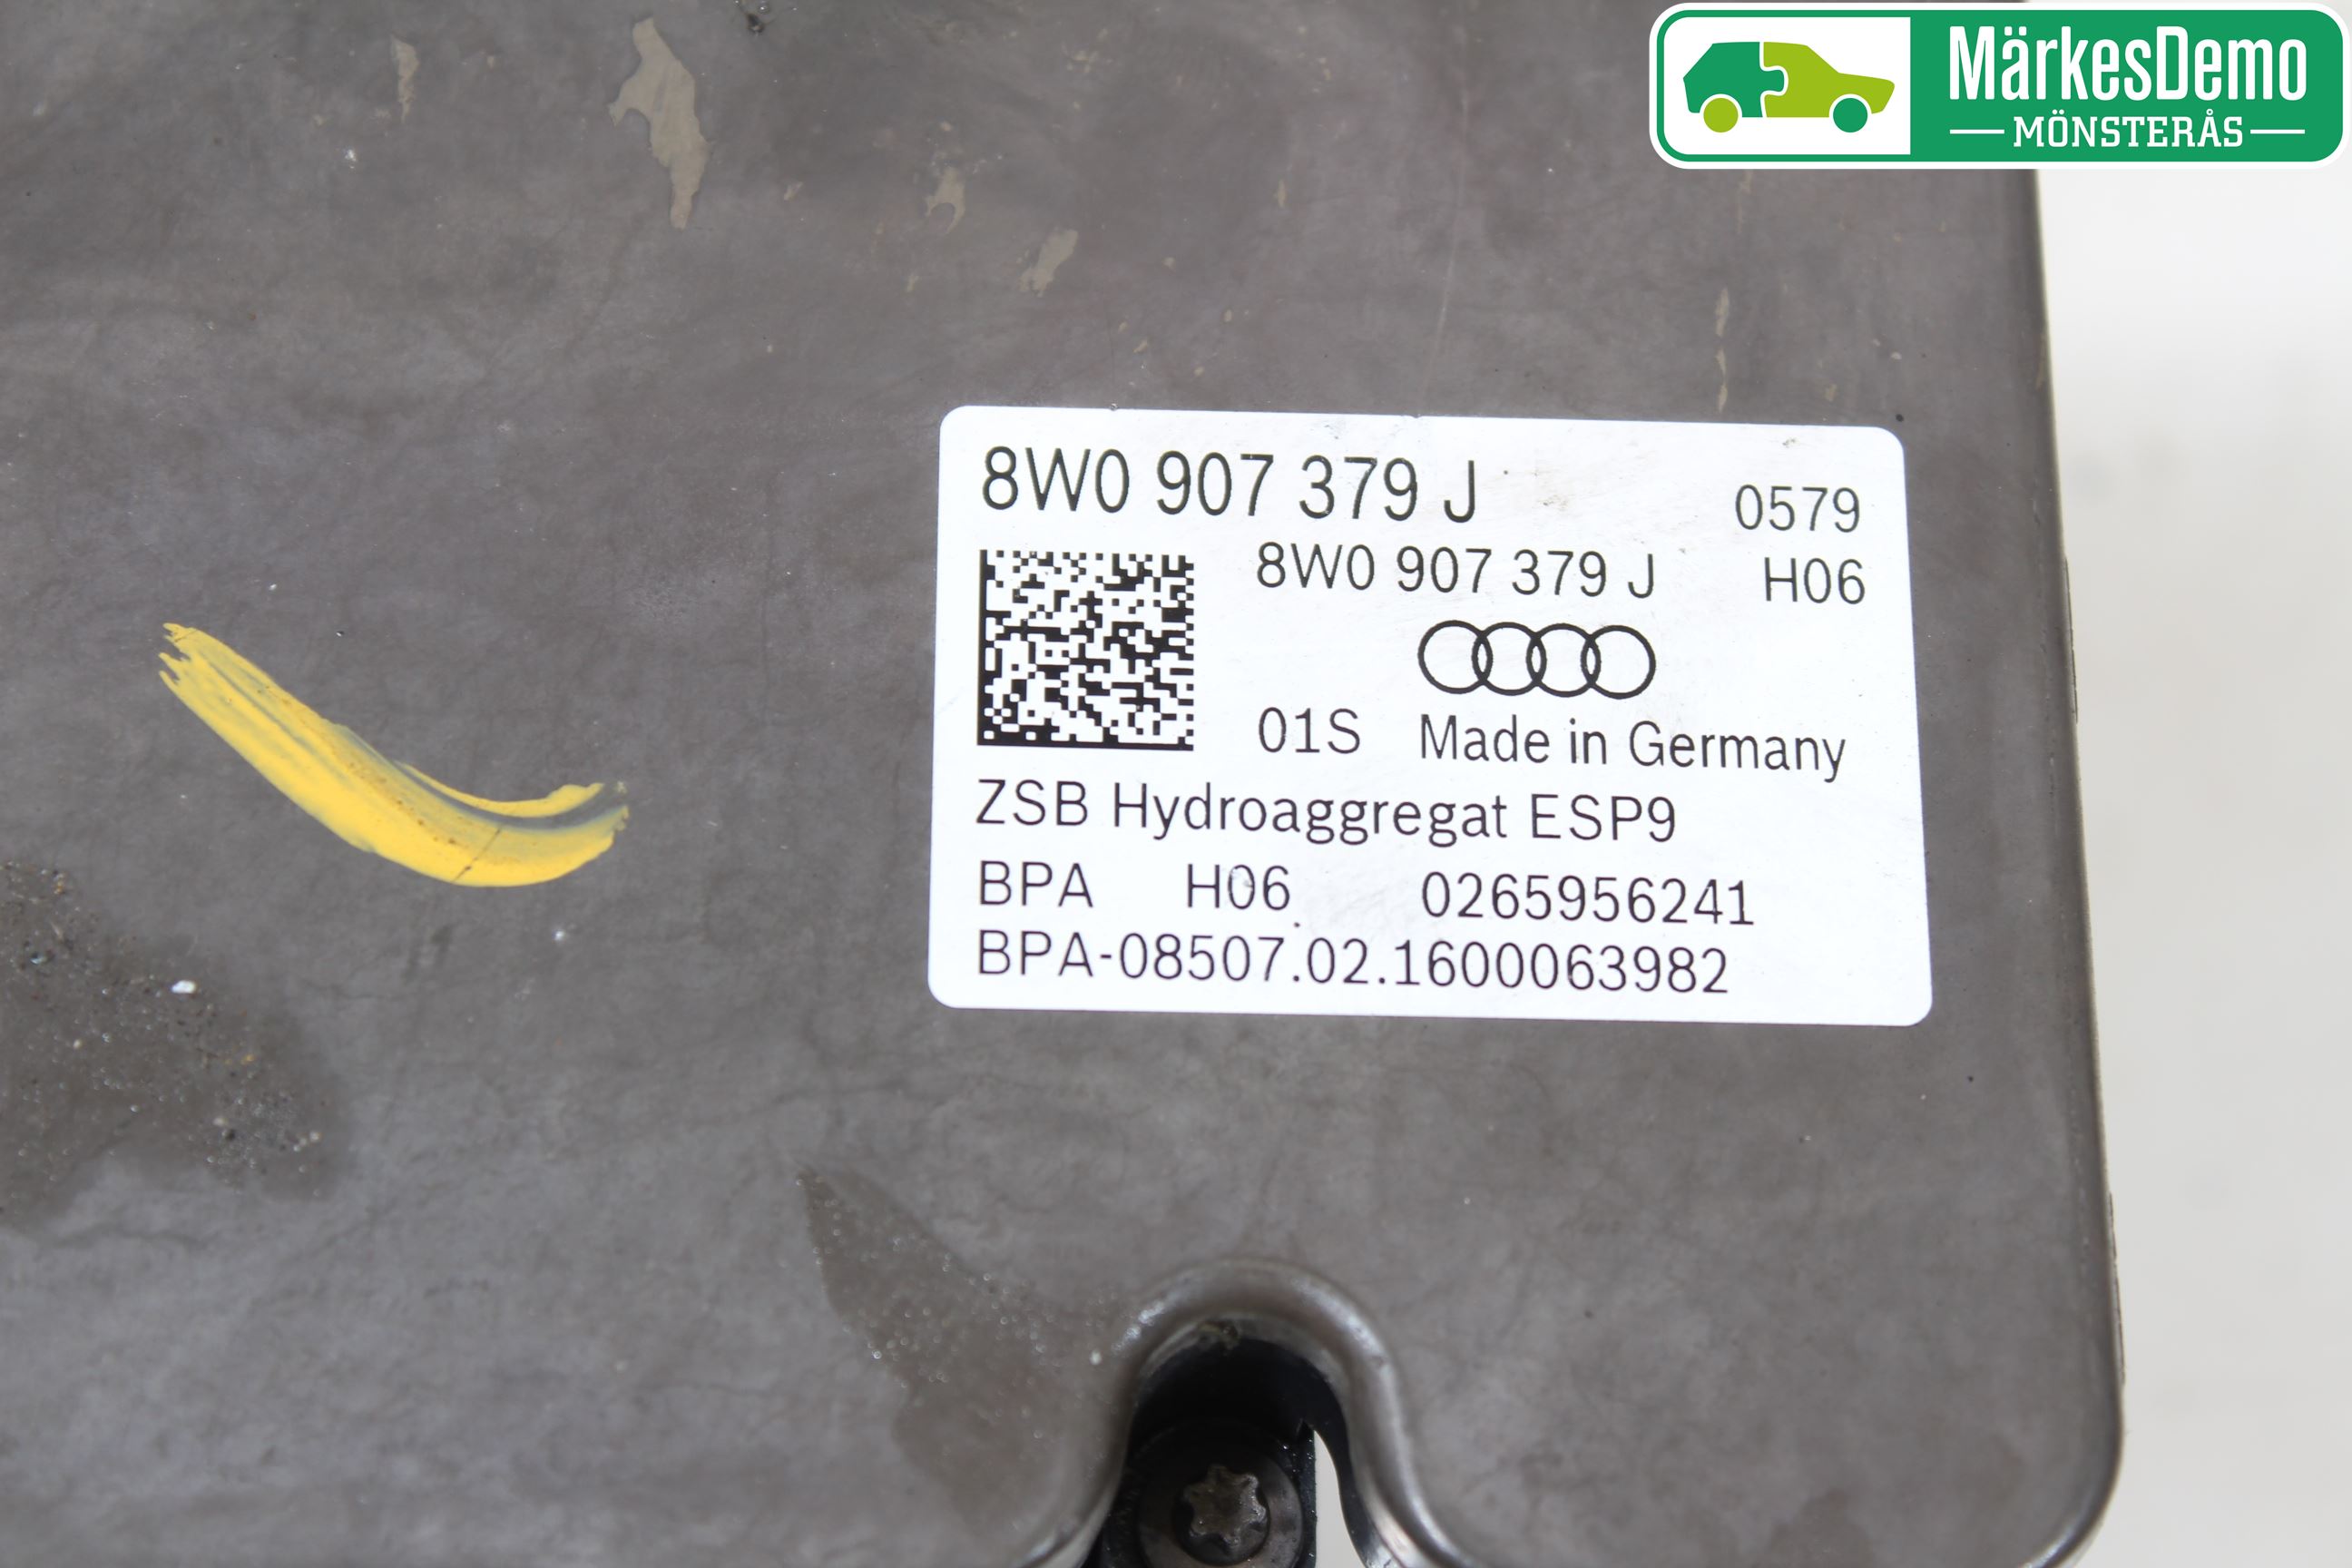 MärkesDemo
MÖNSTERÅS
8W0 907 379 J 0579
8W0 907 379 J H06
01S Made in Germany
ZSB Hydroaggregat ESP9
BPA H06 0265956241
BPA-08507.02.1600063982